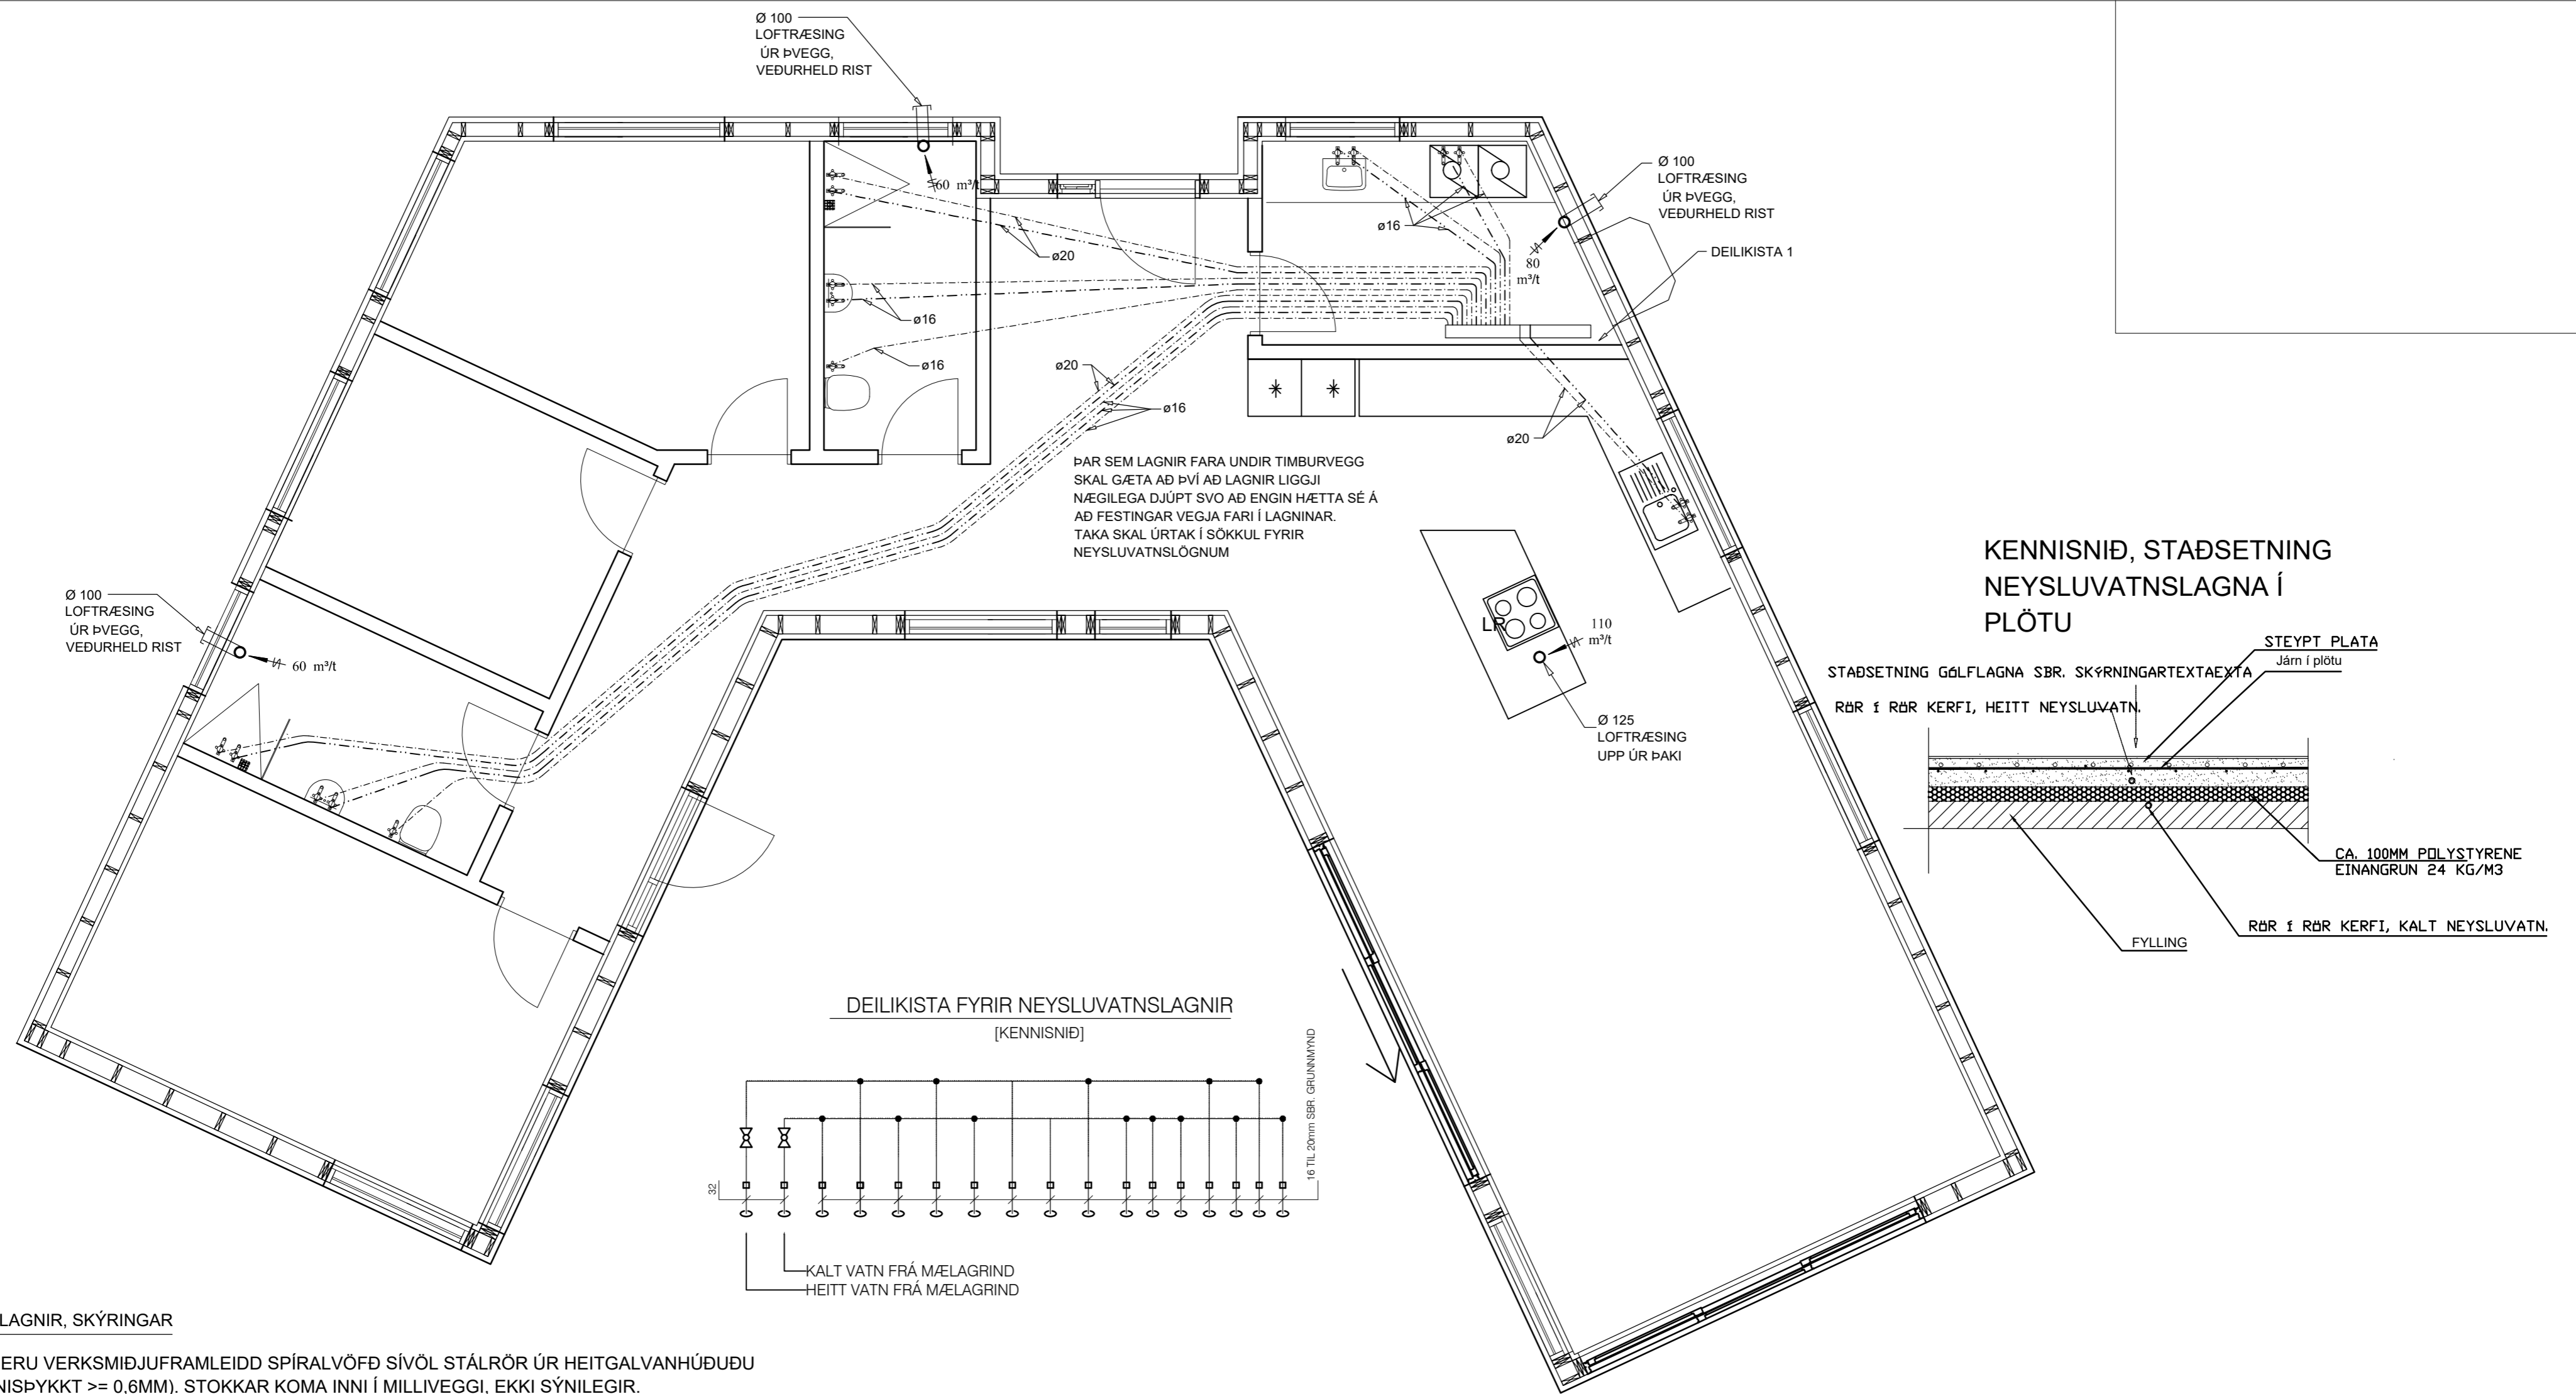 Ø 100
LOFTRÆSING
ÚR ÞVEGG,
VEÐURHELD RIST
60 m³/t
Ø 100
LOFTRÆSING
ÚR ÞVEGG,
VEÐURHELD RIST
80
m³/t
DEILIKISTA 1
ø16
ø20
ø16
ø16
ø20
ø16
ø20
ÞAR SEM LAGNIR FARA UNDIR TIMBURVEGG
SKAL GÆTA AÐ ÞVÍ AÐ LAGNIR LIGGJI
NÆGILEGA DJÚPT SVO AÐ ENGIN HÆTTA SÉ Á
AÐ FESTINGAR VEGJA FARI Í LAGNINAR.
TAKA SKAL ÚRTAK Í SÖKKUL FYRIR
NEYSLUVATNSLÖGNUM
Ø 100
LOFTRÆSING
ÚR ÞVEGG,
VEÐURHELD RIST
60 m³/t
LR
110
m³/t
Ø 125
LOFTRÆSING
UPP ÚR ÞAKI
KENNISNIÐ, STAÐSETNING
NEYSLUVATNSLAGNA Í
PLÖTU
STEYPT PLATA
Járn í plötu
STAÐSETNING GÓLFLAGNA SBR. SKÝRNINGARTEXTAEXTA
RÖR Í RÖR KERFI, HEITT NEYSLUVATN.
CA. 100MM POLYSTYRENE
EINANGRUN 24 KG/M3
RÖR Í RÖR KERFI, KALT NEYSLUVATN.
FYLLING
DEILIKISTA FYRIR NEYSLUVATNSLAGNIR
[KENNISNIÐ]
16 TIL 20mm SBR. GRUNNMYND
32
KALT VATN FRÁ MÆLAGRIND
HEITT VATN FRÁ MÆLAGRIND
LAGNIR, SKÝRINGAR
ERU VERKSMIÐJUFRAMLEIDD SPÍRALVÖFÐ SÍVÖL STÁLRÖR ÚR HEITGALVANHÚÐUÐU
NISÞYKKT >= 0,6MM). STOKKAR KOMA INNI Í MILLIVEGGI, EKKI SÝNILEGIR.